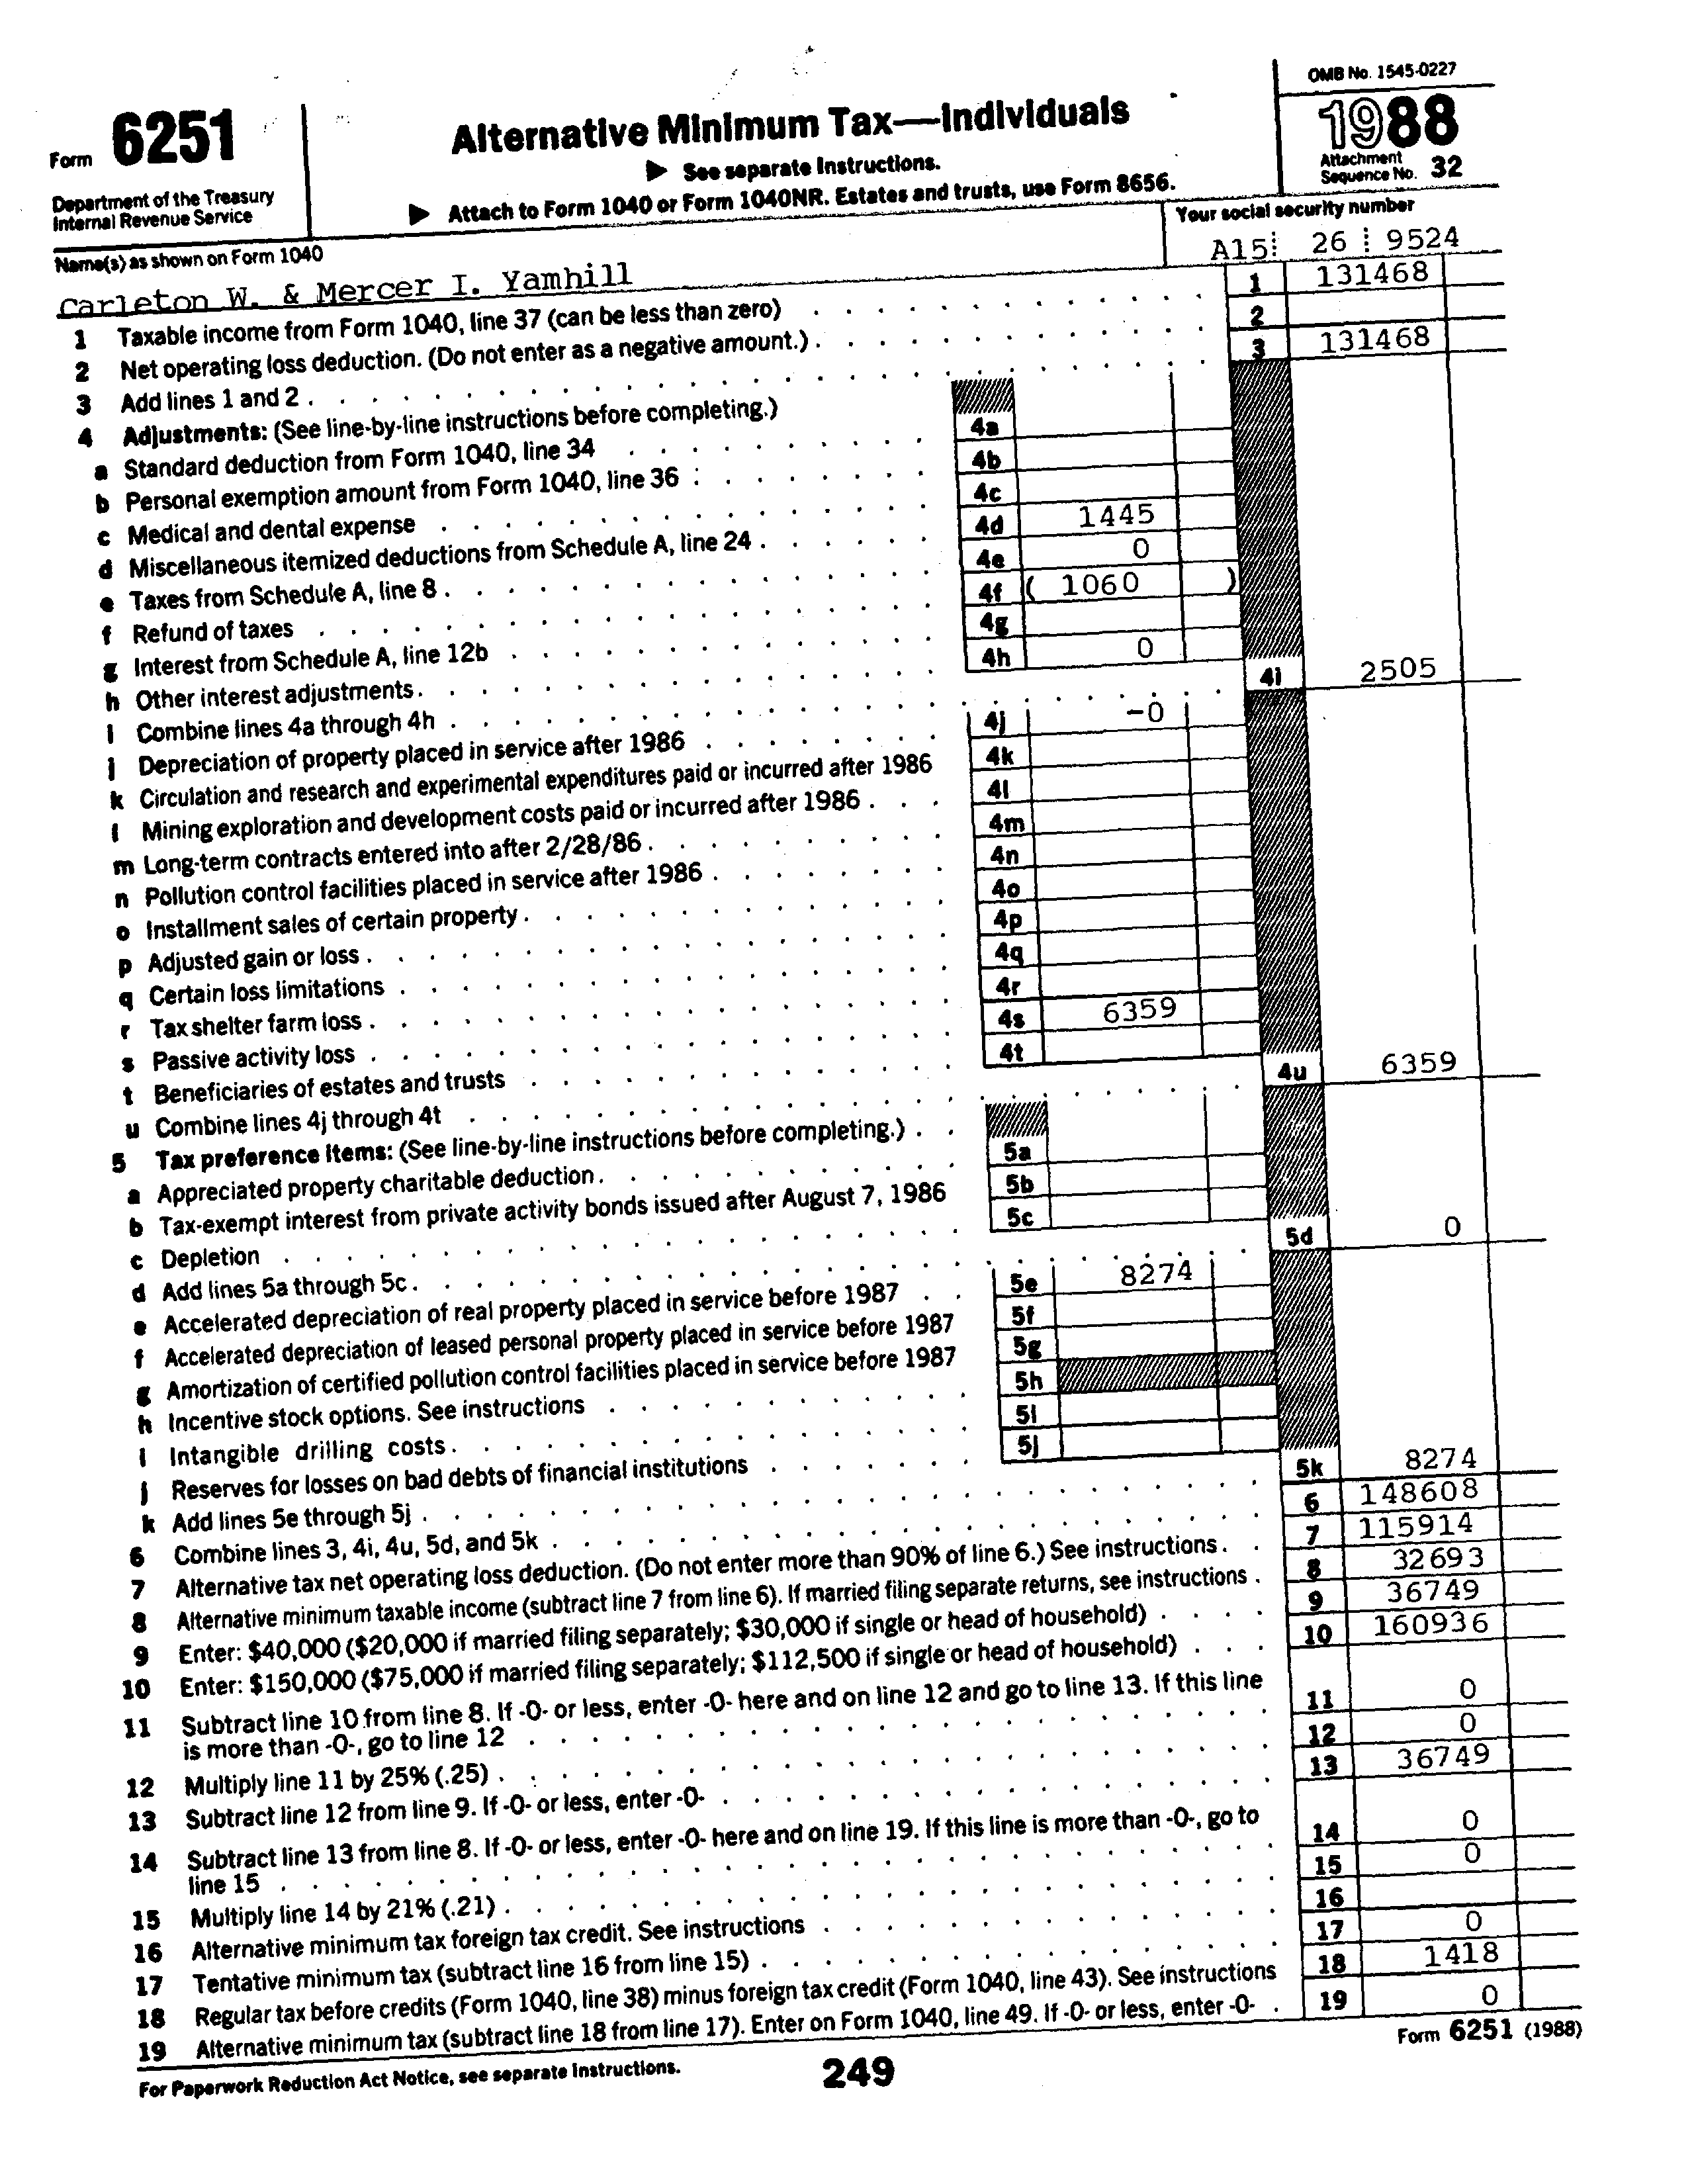 OMB No. 1545-0227
Form 6251
Alternative Minimum Tax—Individuals
1988
▶ See separate Instructions.
Attachment
Sequence No. 32
Department of the Treasury
Internal Revenue Service
▶ Attach to Form 1040 or Form 1040NR. Estates and trusts, use Form 8656.
Name(s) as shown on Form 1040
Your social security number
Carleton W. & Mercer I. Yamhill
A15 26 9524
1 Taxable income from Form 1040, line 37 (can be less than zero) 1 131468
2 Net operating loss deduction. (Do not enter as a negative amount.) 2
3 Add lines 1 and 2 3 131468
4 Adjustments: (See line-by-line instructions before completing.)
a Standard deduction from Form 1040, line 34 4a
b Personal exemption amount from Form 1040, line 36 4b
c Medical and dental expense 4c
d Miscellaneous itemized deductions from Schedule A, line 24 4d 1445
e Taxes from Schedule A, line 8 4e 0
f Refund of taxes 4f ( 1060 )
g Interest from Schedule A, line 12b 4g
h Other interest adjustments 4h 0
i Combine lines 4a through 4h 4i 2505
j Depreciation of property placed in service after 1986 4j -0
k Circulation and research and experimental expenditures paid or incurred after 1986 4k
l Mining exploration and development costs paid or incurred after 1986 4l
m Long-term contracts entered into after 2/28/86 4m
n Pollution control facilities placed in service after 1986 4n
o Installment sales of certain property 4o
p Adjusted gain or loss 4p
q Certain loss limitations 4q
r Tax shelter farm loss 4r
s Passive activity loss 4s 6359
t Beneficiaries of estates and trusts 4t
u Combine lines 4j through 4t 4u 6359
5 Tax preference items: (See line-by-line instructions before completing.)
a Appreciated property charitable deduction 5a
b Tax-exempt interest from private activity bonds issued after August 7, 1986 5b
c Depletion 5c
d Add lines 5a through 5c 5d 0
e Accelerated depreciation of real property placed in service before 1987 5e 8274
f Accelerated depreciation of leased personal property placed in service before 1987 5f
g Amortization of certified pollution control facilities placed in service before 1987 5g
h Incentive stock options. See instructions 5h
i Intangible drilling costs 5i
j Reserves for losses on bad debts of financial institutions 5j
k Add lines 5e through 5j 5k 8274
6 Combine lines 3, 4i, 4u, 5d, and 5k 6 148608
7 Alternative tax net operating loss deduction. (Do not enter more than 90% of line 6.) See instructions 7 115914
8 Alternative minimum taxable income (subtract line 7 from line 6). If married filing separate returns, see instructions 8 32693
9 Enter: $40,000 ($20,000 if married filing separately; $30,000 if single or head of household) 9 36749
10 Enter: $150,000 ($75,000 if married filing separately; $112,500 if single or head of household) 10 160936
11 Subtract line 10 from line 8. If -0- or less, enter -0- here and on line 12 and go to line 13. If this line
is more than -0-, go to line 12 11 0
12 Multiply line 11 by 25% (.25) 12 0
13 Subtract line 12 from line 9. If -0- or less, enter -0- 13 36749
14 Subtract line 13 from line 8. If -0- or less, enter -0- here and on line 19. If this line is more than -0-, go to
line 15 14 0
15 Multiply line 14 by 21% (.21) 15 0
16 Alternative minimum tax foreign tax credit. See instructions 16
17 Tentative minimum tax (subtract line 16 from line 15) 17 0
18 Regular tax before credits (Form 1040, line 38) minus foreign tax credit (Form 1040, line 43). See instructions 18 1418
19 Alternative minimum tax (subtract line 18 from line 17). Enter on Form 1040, line 49. If -0- or less, enter -0- 19 0
For Paperwork Reduction Act Notice, see separate Instructions.
249
Form 6251 (1988)